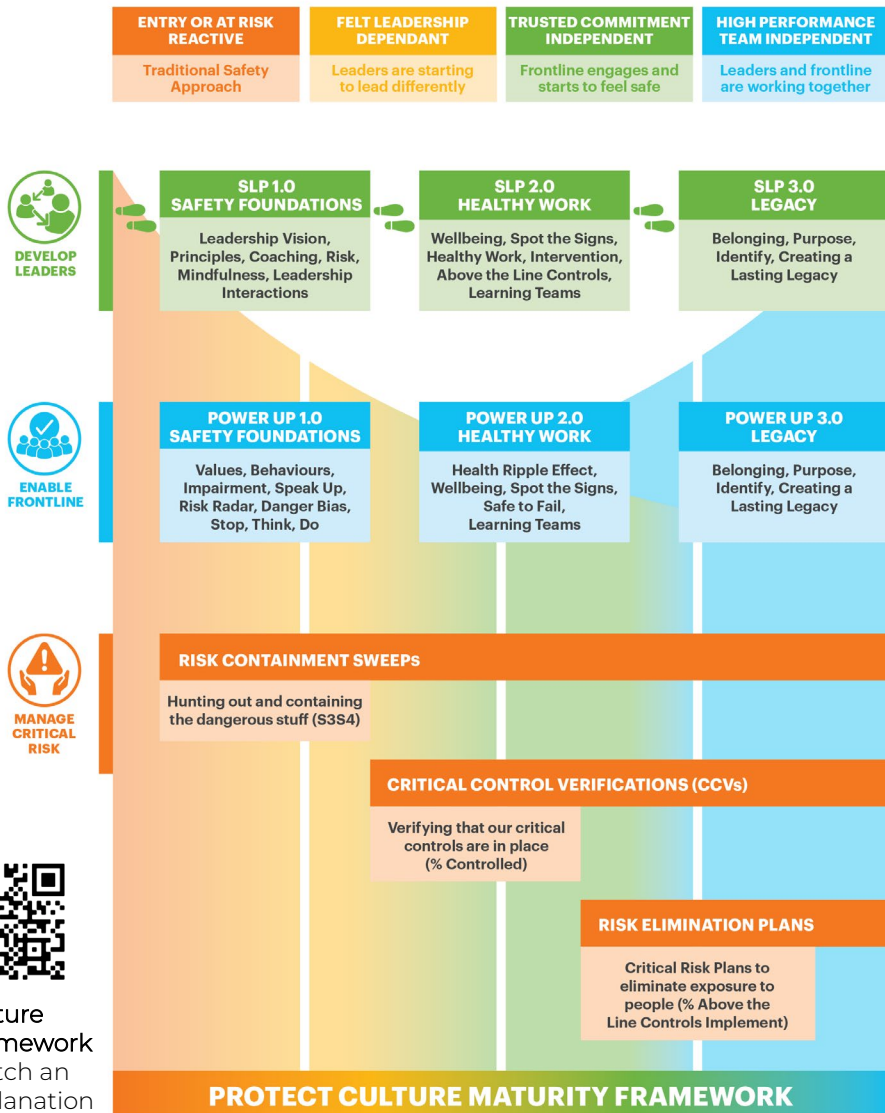 ENTRY OR AT RISK
REACTIVE
Traditional Safety
Approach
FELT LEADERSHIP
DEPENDANT
Leaders are starting
to lead differently
TRUSTED COMMITMENT
INDEPENDENT
Frontline engages and
starts to feel safe
HIGH PERFORMANCE
TEAM INDEPENDENT
Leaders and frontline
are working together
DEVELOP
LEADERS
SLP 1.0
SAFETY FOUNDATIONS
Leadership Vision,
Principles, Coaching, Risk,
Mindfulness, Leadership
Interactions
SLP 2.0
HEALTHY WORK
Wellbeing, Spot the Signs,
Healthy Work, Intervention,
Above the Line Controls,
Learning Teams
SLP 3.0
LEGACY
Belonging, Purpose,
Identify, Creating a
Lasting Legacy
ENABLE
FRONTLINE
POWER UP 1.0
SAFETY FOUNDATIONS
Values, Behaviours,
Impairment, Speak Up,
Risk Radar, Danger Bias,
Stop, Think, Do
POWER UP 2.0
HEALTHY WORK
Health Ripple Effect,
Wellbeing, Spot the Signs,
Safe to Fail,
Learning Teams
POWER UP 3.0
LEGACY
Belonging, Purpose,
Identify, Creating a
Lasting Legacy
MANAGE
CRITICAL
RISK
RISK CONTAINMENT SWEEPs
Hunting out and containing
the dangerous stuff (S3S4)
CRITICAL CONTROL VERIFICATIONS (CCVs)
Verifying that our critical
controls are in place
(% Controlled)
RISK ELIMINATION PLANS
Critical Risk Plans to
eliminate exposure to
people (% Above the
Line Controls Implement)
ture
mework
tch an
lanation
PROTECT CULTURE MATURITY FRAMEWORK